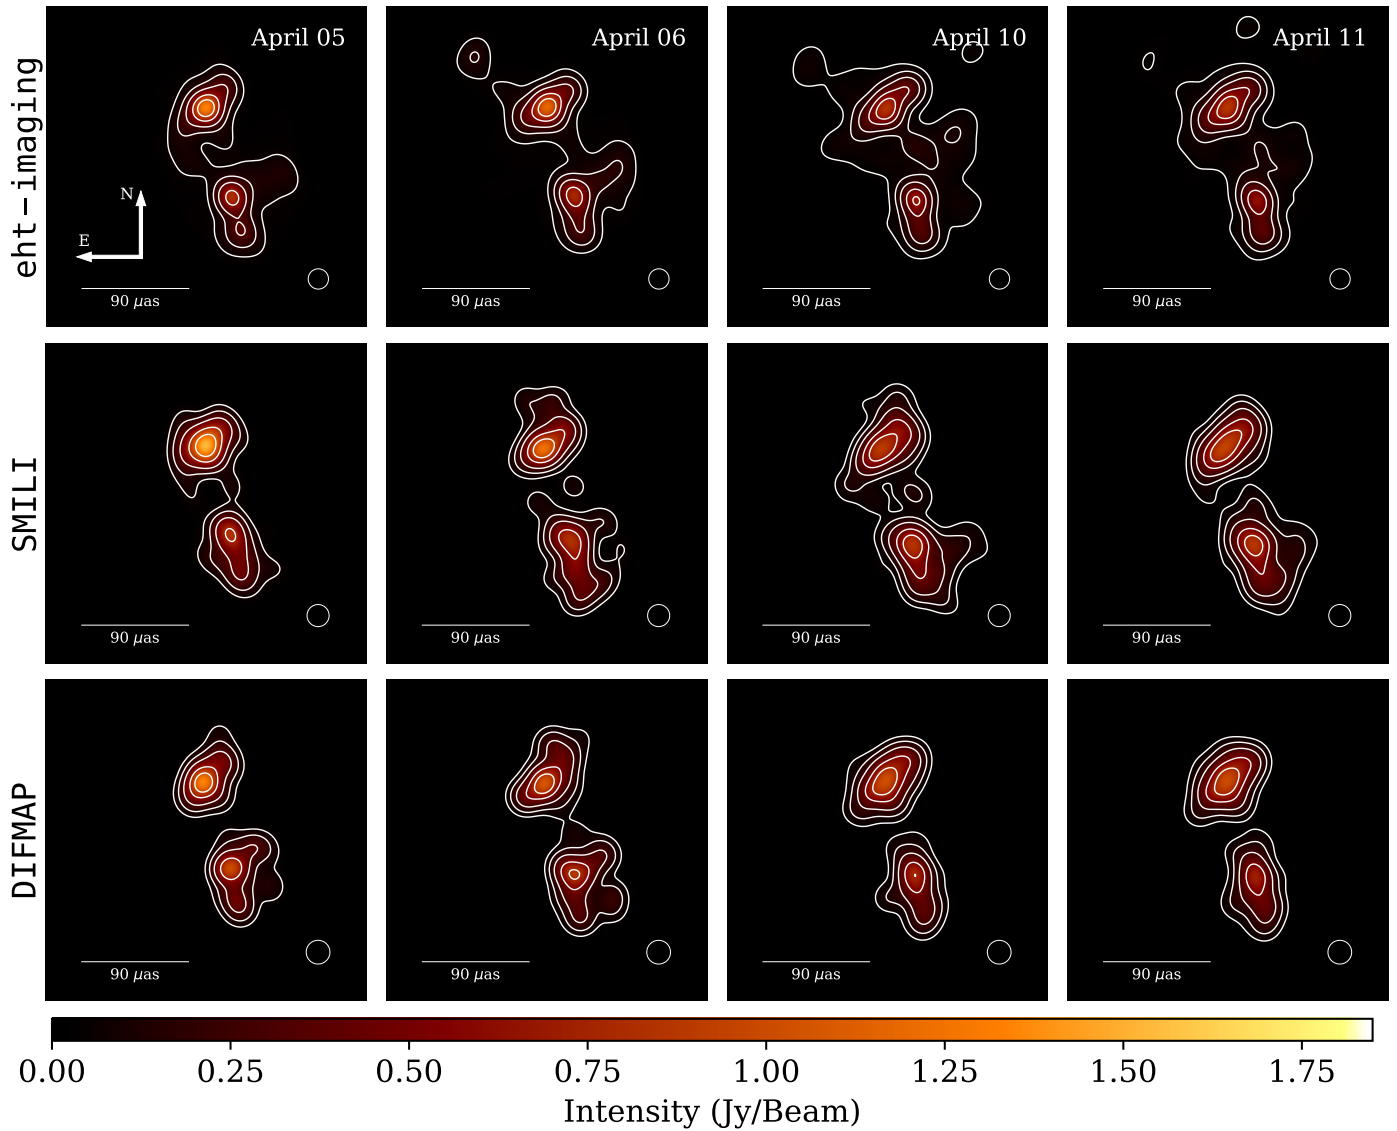 eht-imaging
April 05
April 06
April 10
April 11
N
E
90 μas
90 μas
90 μas
90 μas
SMILI
90 μas
90 μas
90 μas
90 μas
DIFMAP
90 μas
90 μas
90 μas
90 μas
0.00 0.25 0.50 0.75 1.00 1.25 1.50 1.75
Intensity (Jy/Beam)